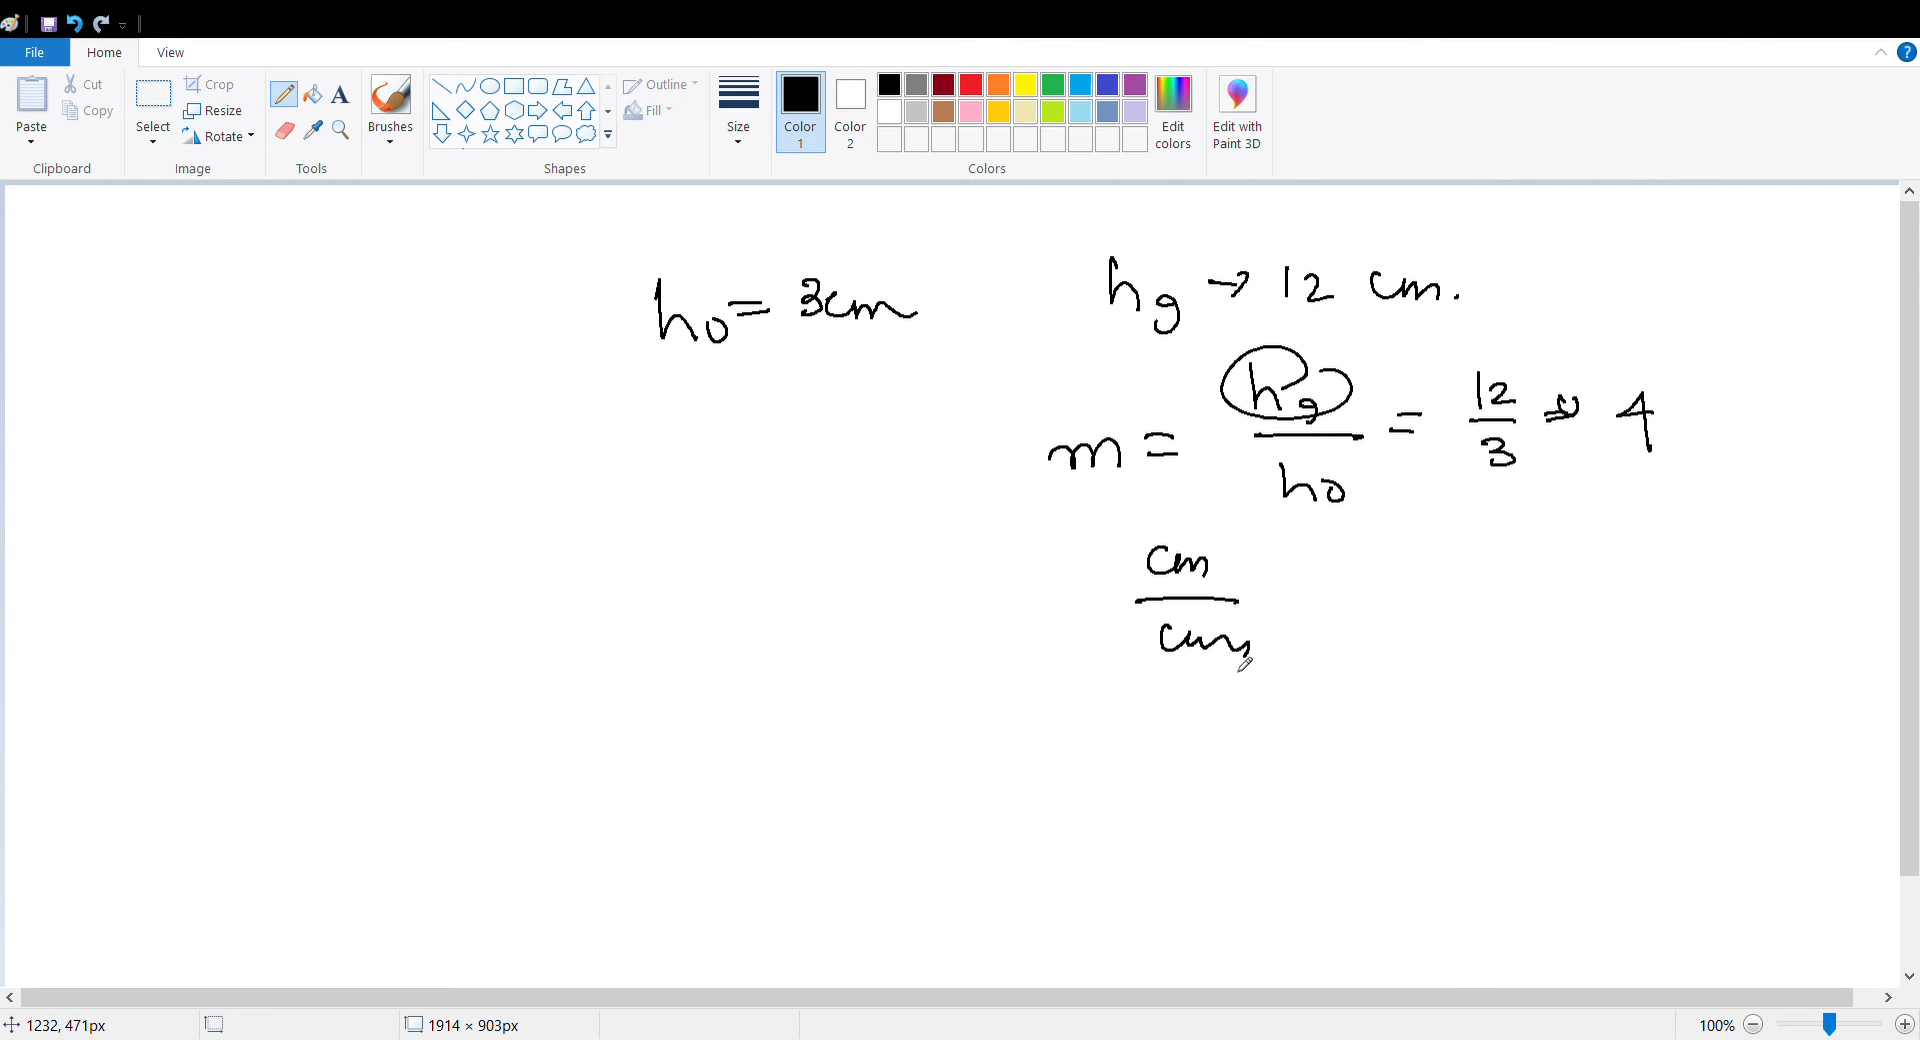 File Home View
Paste Cut Copy Clipboard
Select Crop Resize Rotate Image
Tools
Brushes
Shapes
Outline Fill
Size
Color 1 Color 2
Edit colors
Colors
Edit with Paint 3D
h₀ = 3cm
hg → 12 cm.
m = hg / h₀ = 12 / 3 ⇒ 4
cm
cm
1232, 471px 1914 × 903px 100%